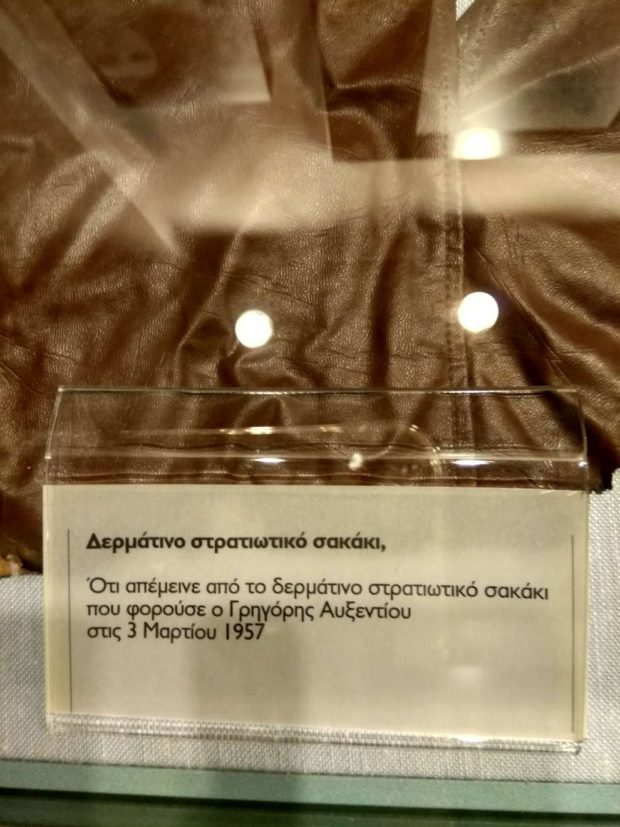 Δερμάτινο στρατιωτικό σακάκι,
Ότι απέμεινε από το δερμάτινο στρατιωτικό σακάκι
που φορούσε ο Γρηγόρης Αυξεντίου
στις 3 Μαρτίου 1957